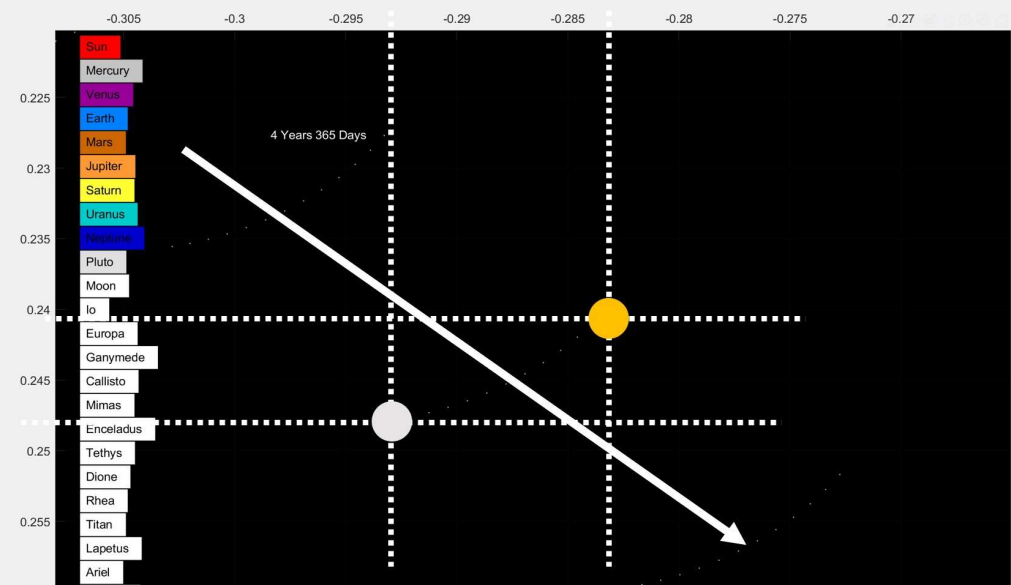 -0.305 -0.3 -0.295 -0.29 -0.285 -0.28 -0.275 -0.27
Sun
Mercury
Venus
0.225
Earth
4 Years 365 Days
Mars
Jupiter
0.23
Saturn
Uranus
Neptune
0.235
Pluto
Moon
Io
0.24
Europa
Ganymede
Callisto
0.245
Mimas
Enceladus
Tethys
0.25
Dione
Rhea
Titan
0.255
Lapetus
Ariel